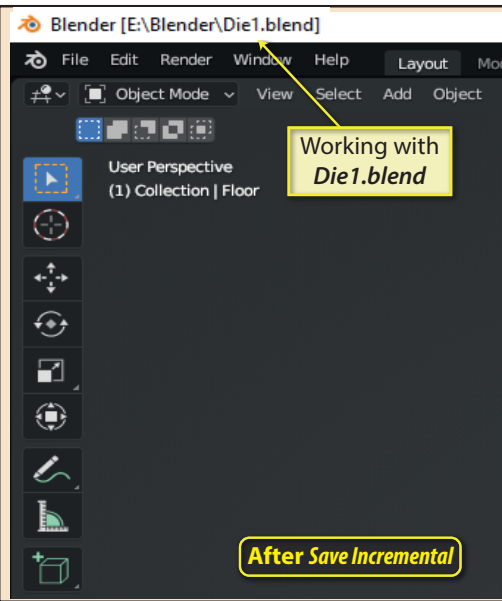 Blender [E:\Blender\Die1.blend]
File Edit Render Window Help Layout
Object Mode View Select Add Object
Working with
Die1.blend
User Perspective
(1) Collection | Floor
After Save Incremental